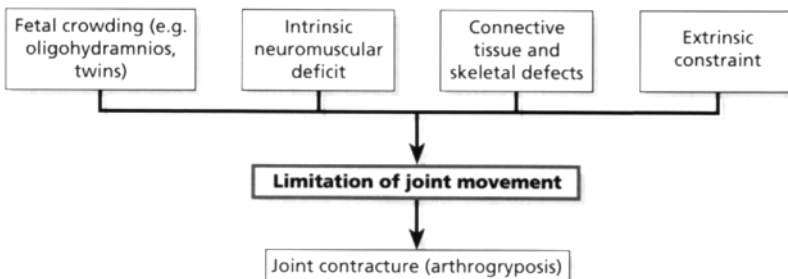 Fetal crowding (e.g.
oligohydramnios,
twins)
Intrinsic
neuromuscular
deficit
Connective
tissue and
skeletal defects
Extrinsic
constraint
Limitation of joint movement
Joint contracture (arthrogryposis)